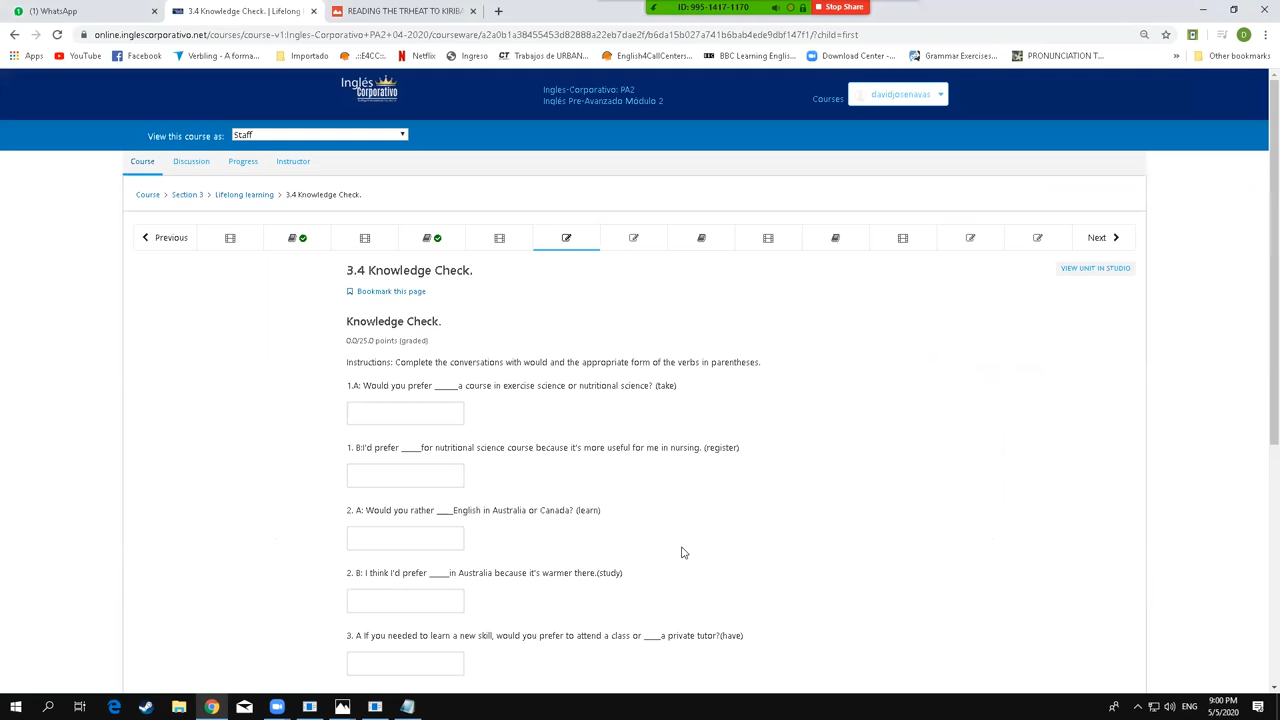 (1) WhatsApp
3.4 Knowledge Check. | Lifelong l
READING THE TRHEAT TO KIRIBA
ID: 995-1417-1170
Stop Share
online.inglescorporativo.net/courses/course-v1:Ingles-Corporativo+PA2+04-2020/courseware/a2a0b1a38455453d82888a22eb7dae2f/b6da15b027a741b6bab4ede9dbf147f1/?child=first
D
Apps
YouTube
Facebook
Verbling - A forma...
Importado
.::E4CC::.
Netflix
Ingreso
Trabajos de URBAN...
English4CallCenters...
BBC Learning Engli...
Download Center -...
Grammar Exercises...
PRONUNCIATION T...
Other bookmarks
Inglés Corporativo
Ingles-Corporativo: PA2
Inglés Pre-Avanzado Módulo 2
Courses
davidjosenavas
View this course as:
Staff
Course
Discussion
Progress
Instructor
Course > Section 3 > Lifelong learning > 3.4 Knowledge Check.
Previous
Next
3.4 Knowledge Check.
VIEW UNIT IN STUDIO
Bookmark this page
Knowledge Check.
0.0/25.0 points (graded)
Instructions: Complete the conversations with would and the appropriate form of the verbs in parentheses.
1.A: Would you prefer _____a course in exercise science or nutritional science? (take)
1. B:I'd prefer ____for nutritional science course because it's more useful for me in nursing. (register)
2. A: Would you rather ____English in Australia or Canada? (learn)
2. B: I think I'd prefer _____in Australia because it's warmer there.(study)
3. A If you needed to learn a new skill, would you prefer to attend a class or ____a private tutor?(have)
ENG
9:00 PM
5/5/2020